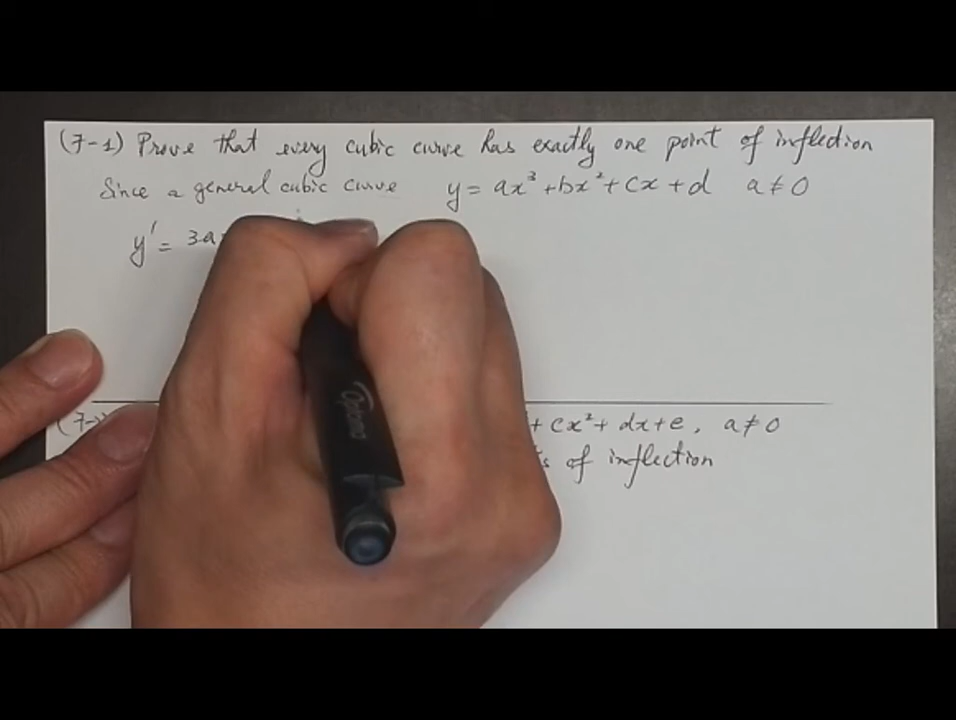 (7-1) Prove that every cubic curve has exactly one point of inflection
Since a general cubic curve y = ax³ + bx² + cx + d a ≠ 0
y' = 3a
(7-
+ cx² + dx + e, a ≠ 0
of inflection